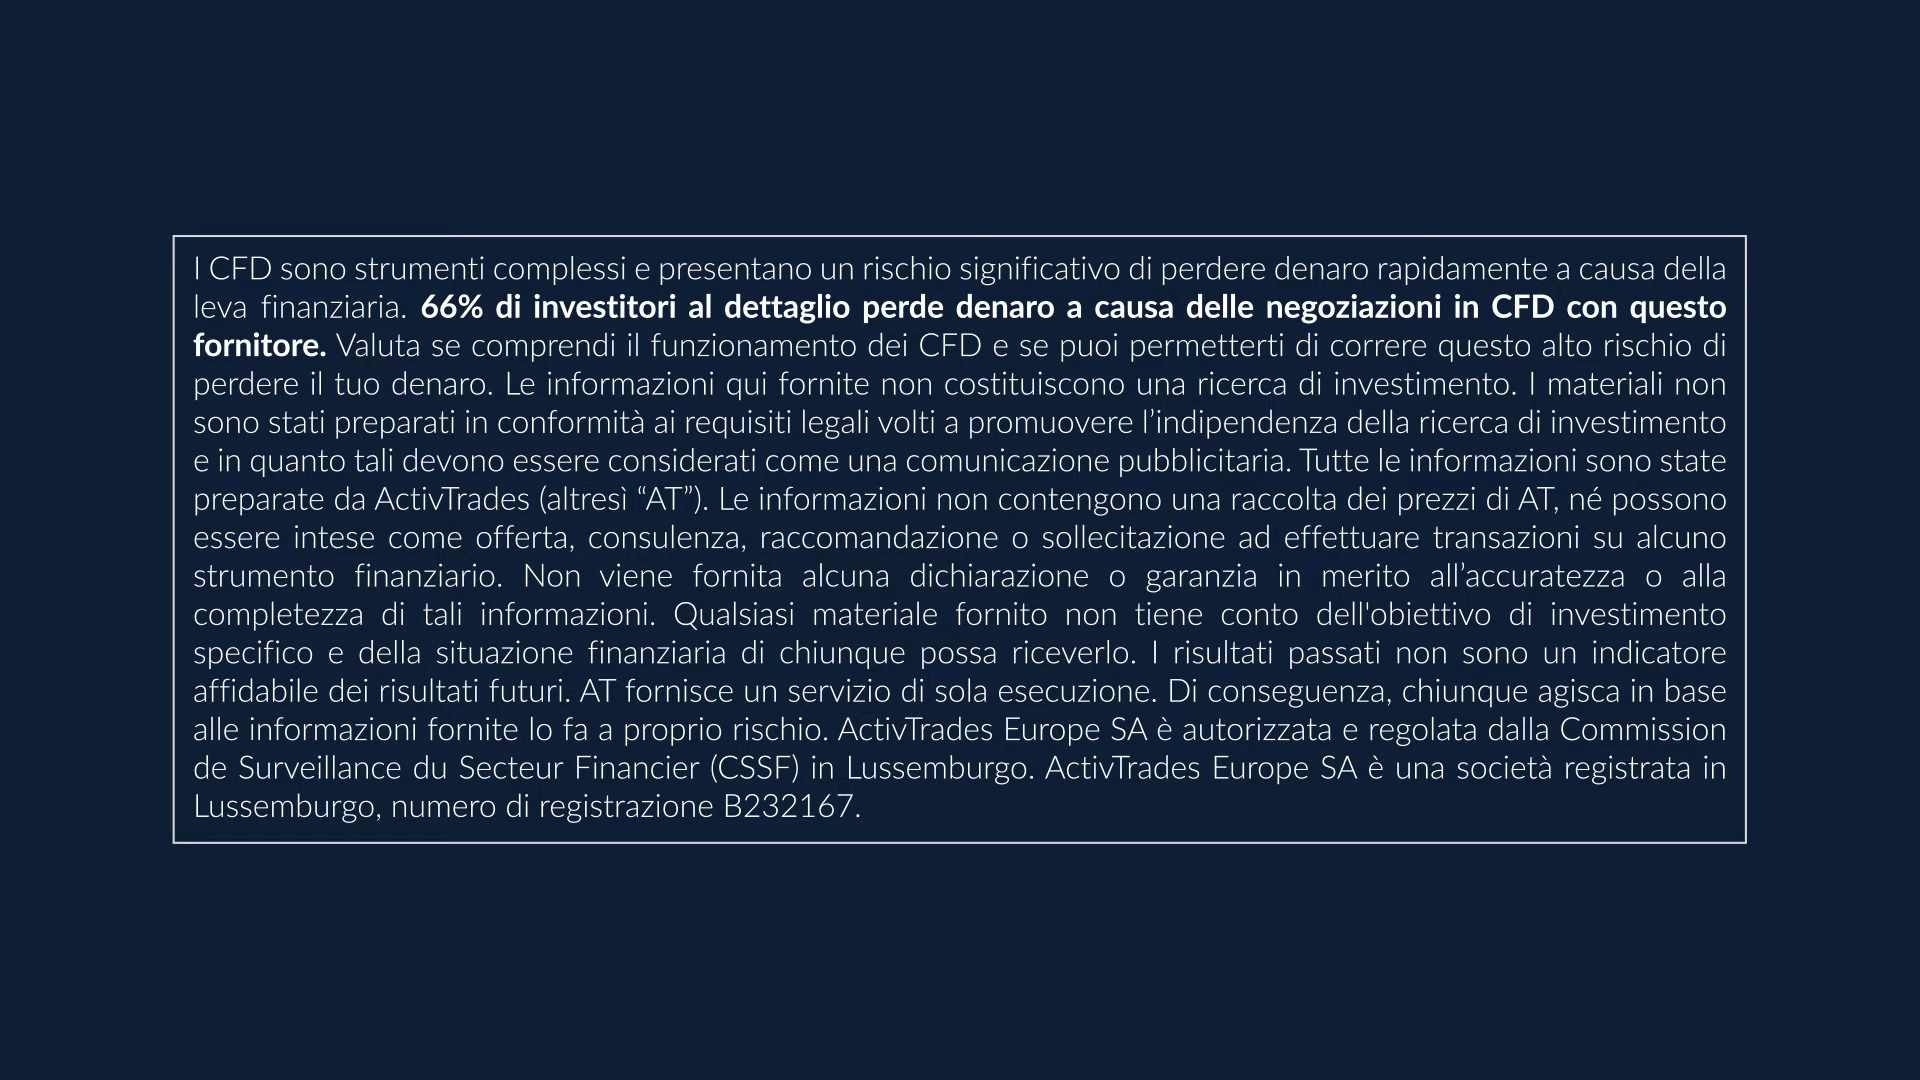 I CFD sono strumenti complessi e presentano un rischio significativo di perdere denaro rapidamente a causa della
leva finanziaria. 66% di investitori al dettaglio perde denaro a causa delle negoziazioni in CFD con questo
fornitore. Valuta se comprendi il funzionamento dei CFD e se puoi permetterti di correre questo alto rischio di
perdere il tuo denaro. Le informazioni qui fornite non costituiscono una ricerca di investimento. I materiali non
sono stati preparati in conformità ai requisiti legali volti a promuovere l’indipendenza della ricerca di investimento
e in quanto tali devono essere considerati come una comunicazione pubblicitaria. Tutte le informazioni sono state
preparate da ActivTrades (altresì “AT”). Le informazioni non contengono una raccolta dei prezzi di AT, né possono
essere intese come offerta, consulenza, raccomandazione o sollecitazione ad effettuare transazioni su alcuno
strumento finanziario. Non viene fornita alcuna dichiarazione o garanzia in merito all’accuratezza o alla
completezza di tali informazioni. Qualsiasi materiale fornito non tiene conto dell'obiettivo di investimento
specifico e della situazione finanziaria di chiunque possa riceverlo. I risultati passati non sono un indicatore
affidabile dei risultati futuri. AT fornisce un servizio di sola esecuzione. Di conseguenza, chiunque agisca in base
alle informazioni fornite lo fa a proprio rischio. ActivTrades Europe SA è autorizzata e regolata dalla Commission
de Surveillance du Secteur Financier (CSSF) in Lussemburgo. ActivTrades Europe SA è una società registrata in
Lussemburgo, numero di registrazione B232167.